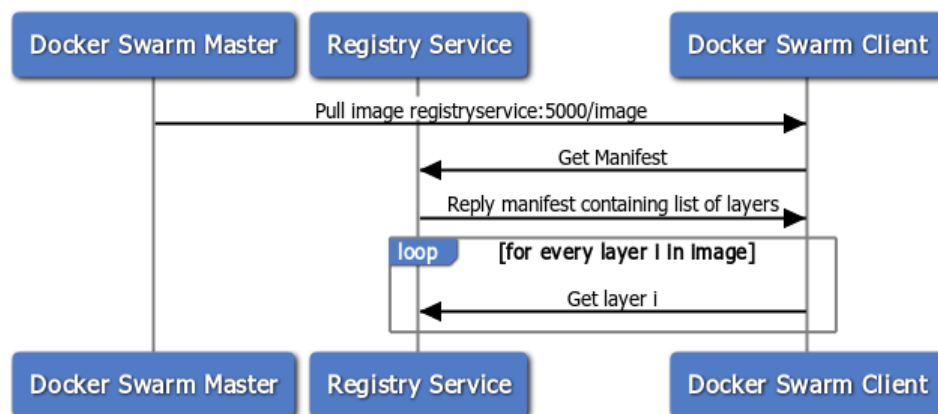 Docker Swarm Master
Registry Service
Docker Swarm Client
Pull image registryservice:5000/image
Get Manifest
Reply manifest containing list of layers
loop
[for every layer i in image]
Get layer i
Docker Swarm Master
Registry Service
Docker Swarm Client